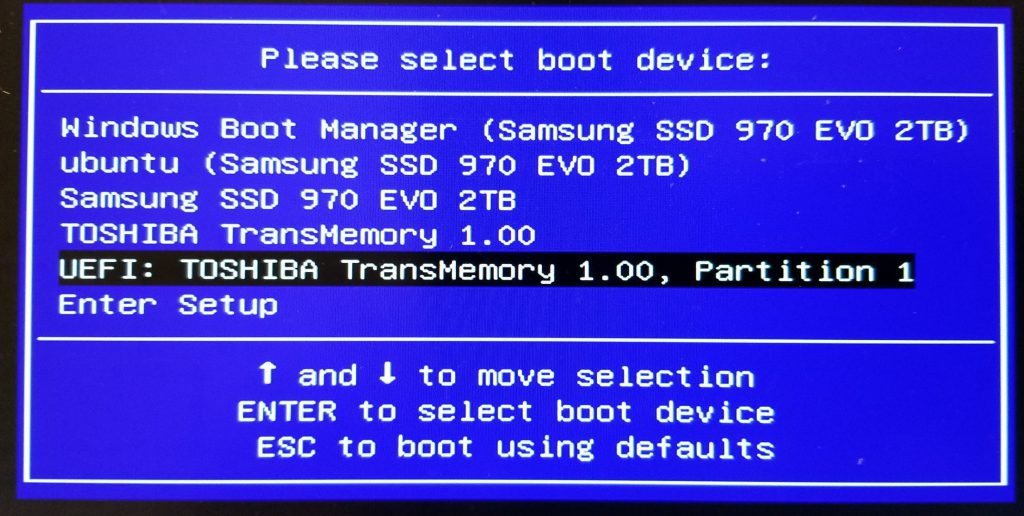 Please select boot device:
Windows Boot Manager (Samsung SSD 970 EVO 2TB)
ubuntu (Samsung SSD 970 EVO 2TB)
Samsung SSD 970 EVO 2TB
TOSHIBA TransMemory 1.00
UEFI: TOSHIBA TransMemory 1.00, Partition 1
Enter Setup
↑ and ↓ to move selection
ENTER to select boot device
ESC to boot using defaults